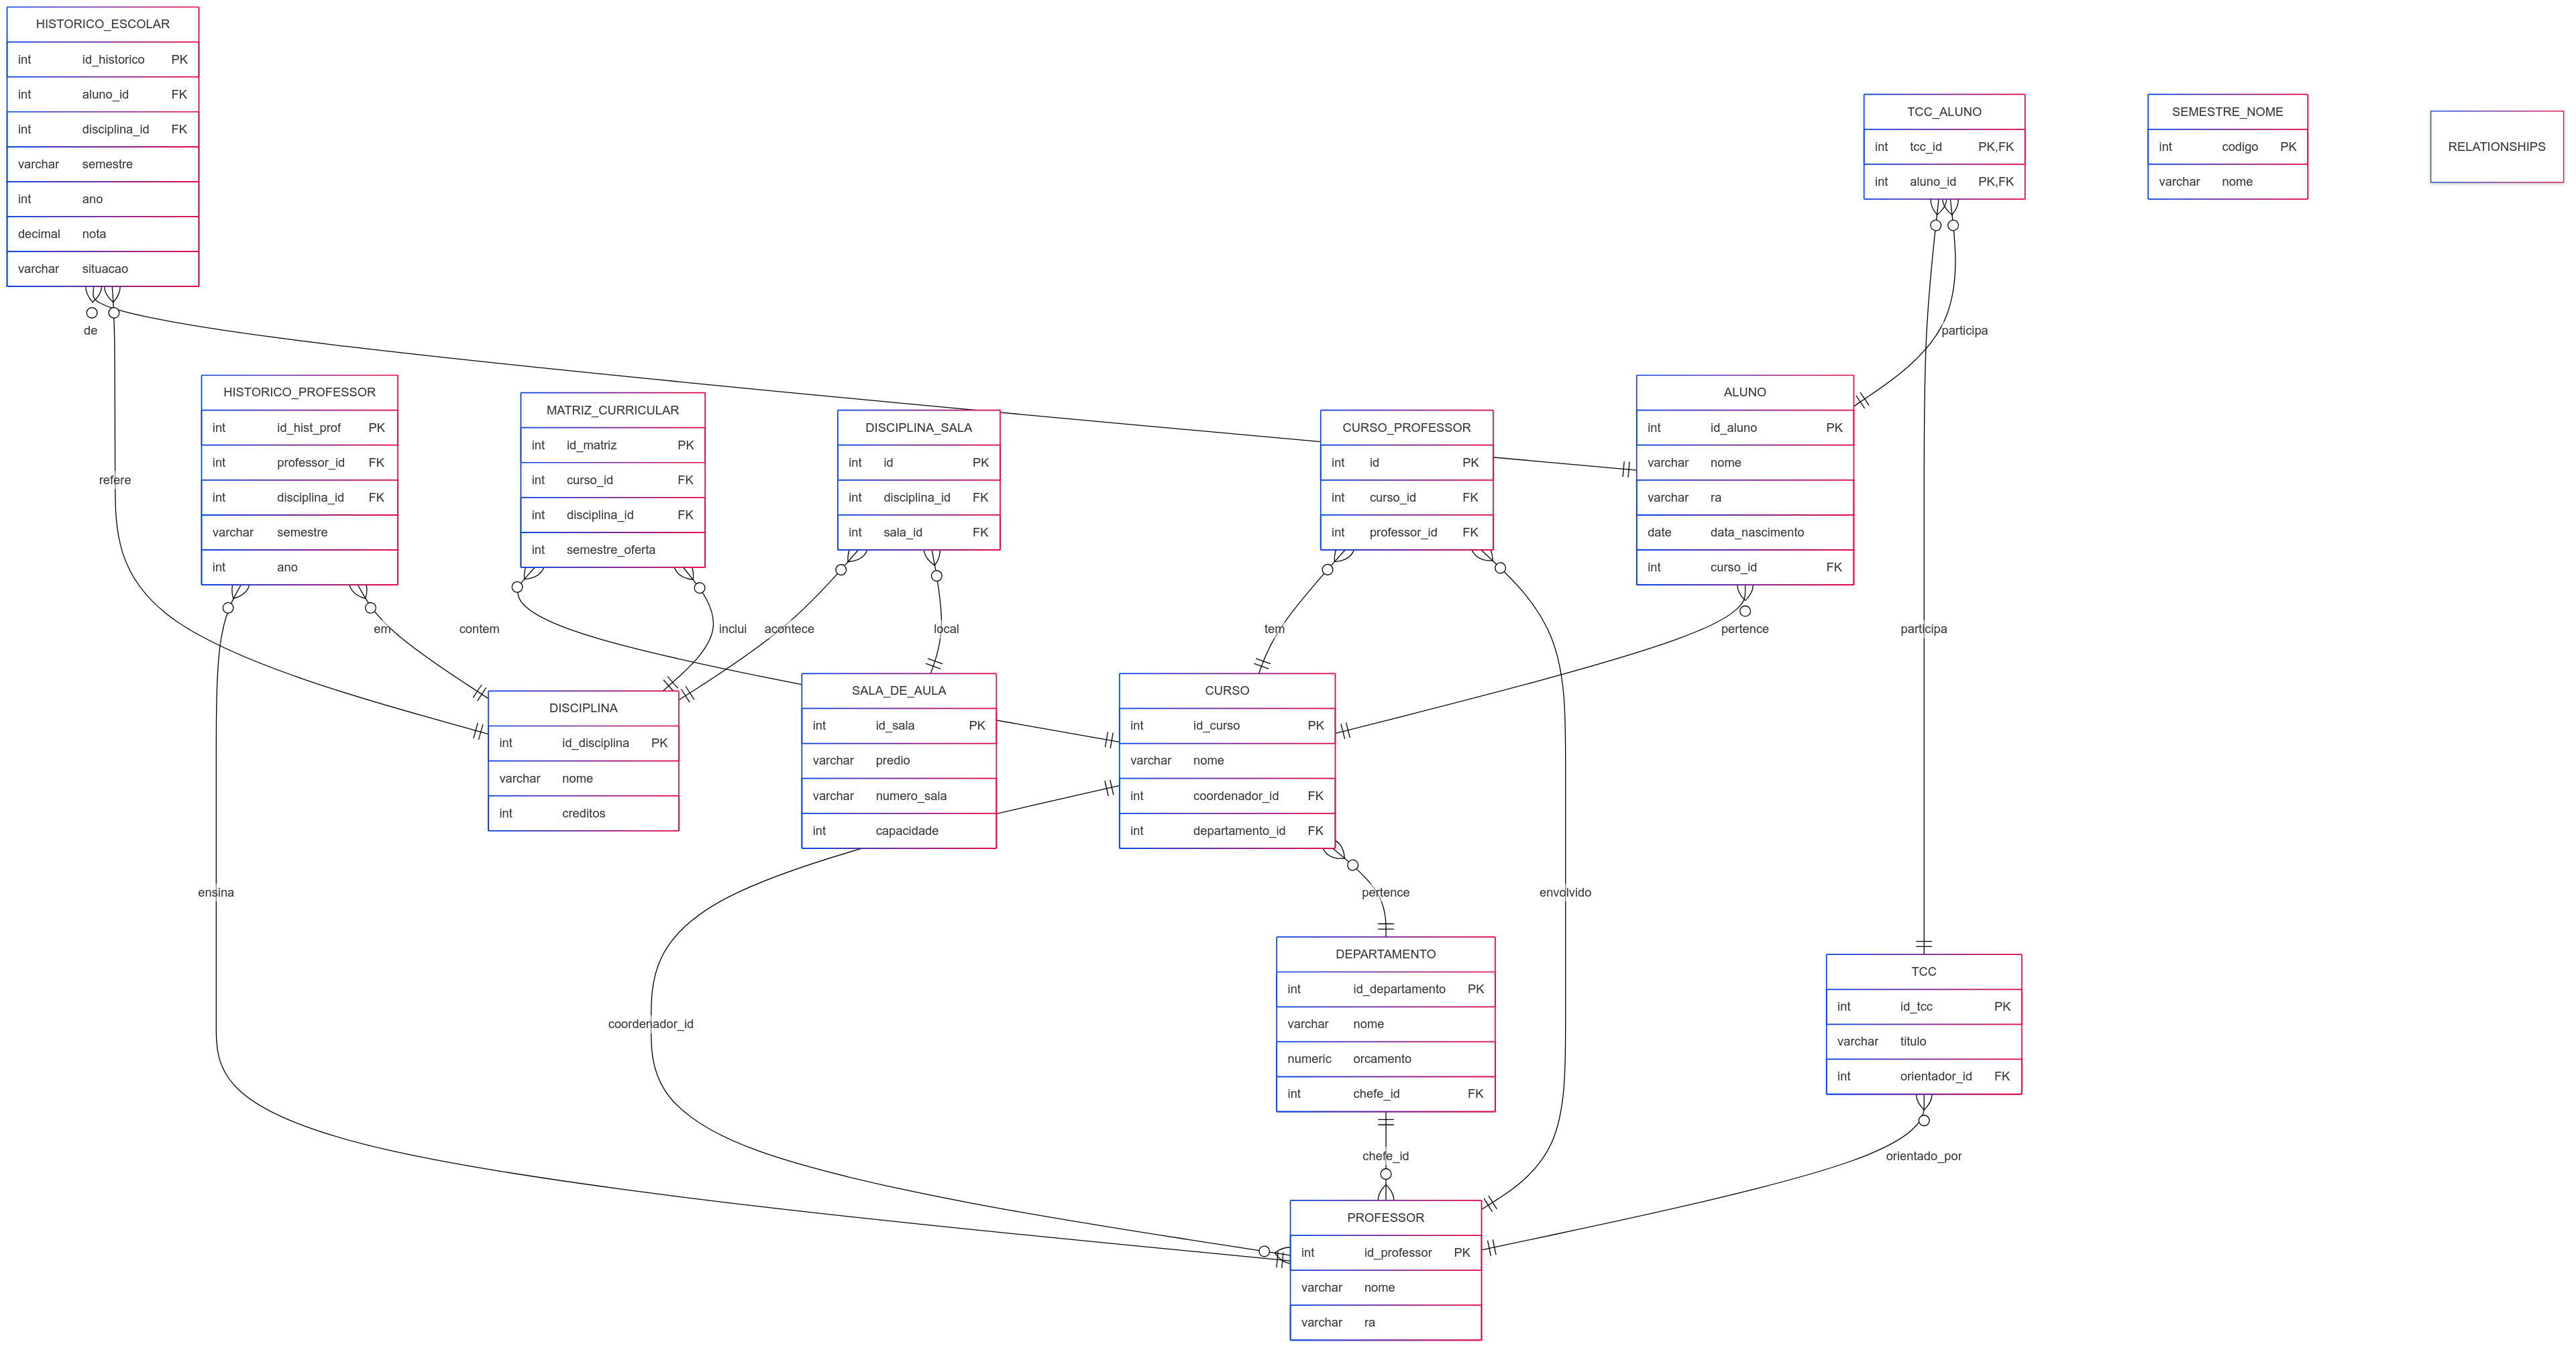 HISTORICO_ESCOLAR
int id_historico PK
int aluno_id FK
int disciplina_id FK
varchar semestre
int ano
decimal nota
varchar situacao
TCC_ALUNO
int tcc_id PK,FK
int aluno_id PK,FK
SEMESTRE_NOME
int codigo PK
varchar nome
RELATIONSHIPS
de
participa
refere
HISTORICO_PROFESSOR
int id_hist_prof PK
int professor_id FK
int disciplina_id FK
varchar semestre
int ano
MATRIZ_CURRICULAR
int id_matriz PK
int curso_id FK
int disciplina_id FK
int semestre_oferta
DISCIPLINA_SALA
int id PK
int disciplina_id FK
int sala_id FK
CURSO_PROFESSOR
int id PK
int curso_id FK
int professor_id FK
ALUNO
int id_aluno PK
varchar nome
varchar ra
date data_nascimento
int curso_id FK
em
contem
inclui
acontece
local
tem
pertence
participa
DISCIPLINA
int id_disciplina PK
varchar nome
int creditos
SALA_DE_AULA
int id_sala PK
varchar predio
varchar numero_sala
int capacidade
CURSO
int id_curso PK
varchar nome
int coordenador_id FK
int departamento_id FK
ensina
pertence
envolvido
coordenador_id
DEPARTAMENTO
int id_departamento PK
varchar nome
numeric orcamento
int chefe_id FK
TCC
int id_tcc PK
varchar titulo
int orientador_id FK
chefe_id
orientado_por
PROFESSOR
int id_professor PK
varchar nome
varchar ra